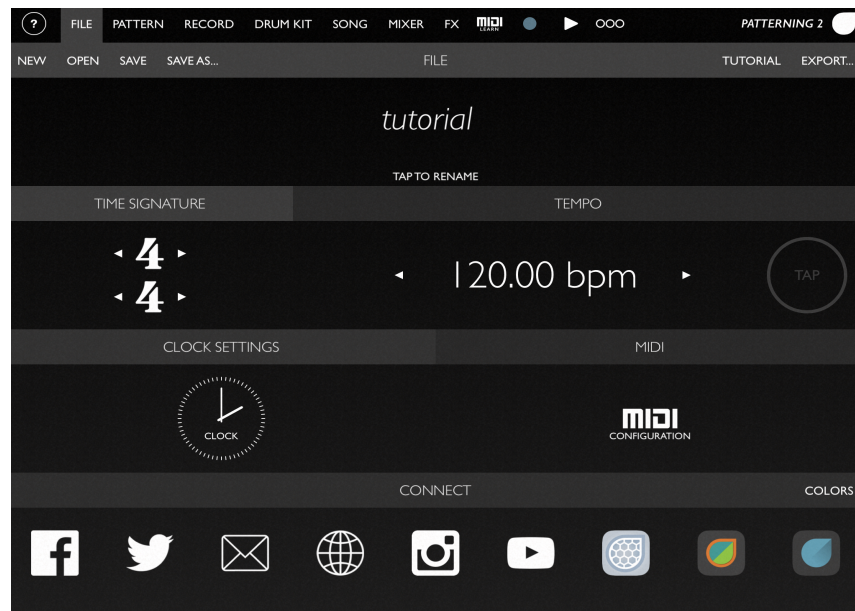 ? FILE PATTERN RECORD DRUM KIT SONG MIXER FX MIDI LEARN PATTERNING 2
NEW OPEN SAVE SAVE AS... FILE TUTORIAL EXPORT...
tutorial
TAP TO RENAME
TIME SIGNATURE TEMPO
4
4
120.00 bpm
TAP
CLOCK SETTINGS MIDI
CLOCK
MIDI
CONFIGURATION
CONNECT COLORS